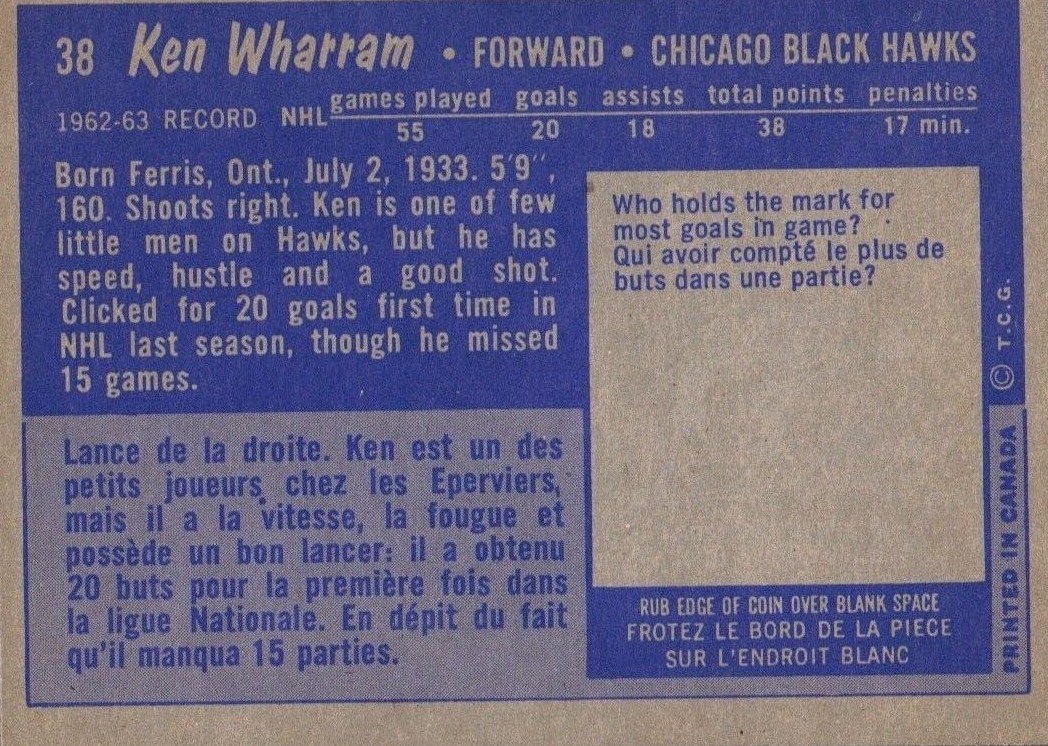 38 Ken Wharram • FORWARD • CHICAGO BLACK HAWKS
games played goals assists total points penalties
1962-63 RECORD NHL
55 20 18 38 17 min.
Born Ferris, Ont., July 2, 1933. 5'9'',
160. Shoots right. Ken is one of few
little men on Hawks, but he has
speed, hustle and a good shot.
Clicked for 20 goals first time in
NHL last season, though he missed
15 games.
Lance de la droite. Ken est un des
petits joueurs chez les Eperviers,
mais il a la vitesse, la fougue et
possède un bon lancer: il a obtenu
20 buts pour la première fois dans
la ligue Nationale. En dépit du fait
qu'il manqua 15 parties.
Who holds the mark for
most goals in game?
Qui avoir compté le plus de
buts dans une partie?
RUB EDGE OF COIN OVER BLANK SPACE
FROTEZ LE BORD DE LA PIECE
SUR L'ENDROIT BLANC
© T.C.G.
PRINTED IN CANADA